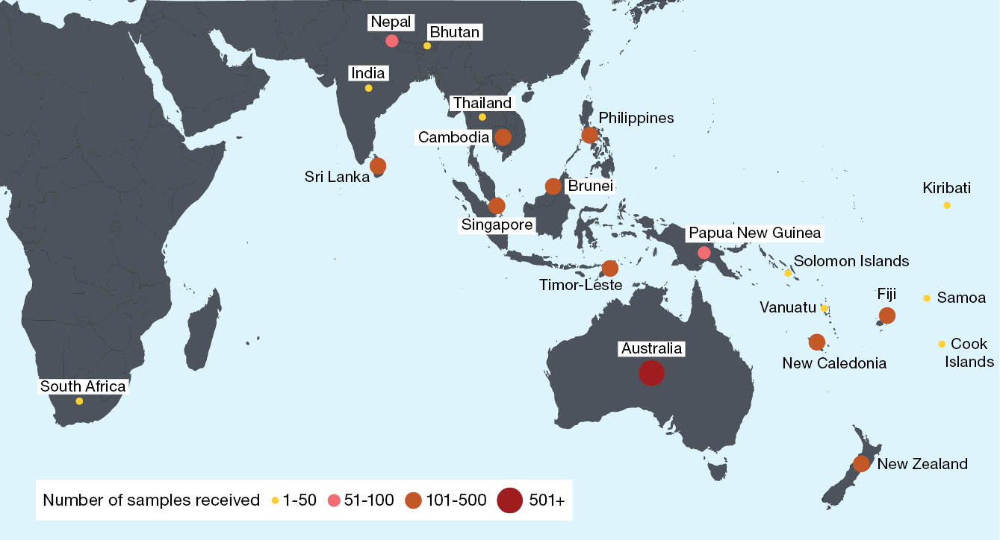 Nepal
Bhutan
India
Thailand
Philippines
Cambodia
Sri Lanka
Brunei
Kiribati
Singapore
Papua New Guinea
Solomon Islands
Timor-Leste
Fiji
Samoa
Vanuatu
Australia
Cook
Islands
New Caledonia
South Africa
New Zealand
Number of samples received 1-50 51-100 101-500 501+